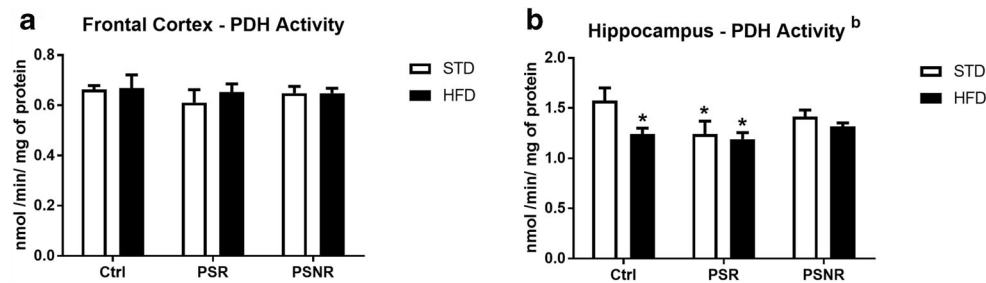 a
Frontal Cortex - PDH Activity
nmol /min/ mg of protein
0.8
0.6
0.4
0.2
0.0
Ctrl PSR PSNR
STD
HFD
b
Hippocampus - PDH Activity b
nmol /min/ mg of protein
2.0
1.5
1.0
0.5
0.0
* * *
Ctrl PSR PSNR
STD
HFD